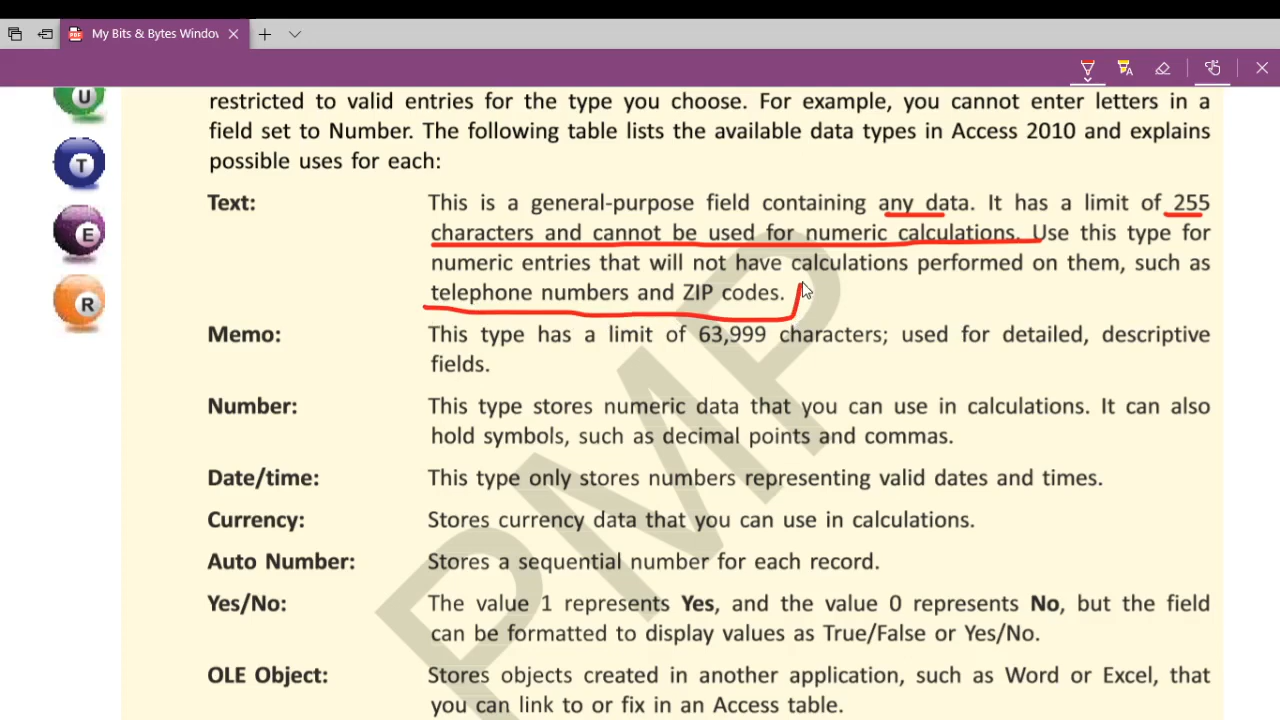 My Bits & Bytes Window
restricted to valid entries for the type you choose. For example, you cannot enter letters in a
field set to Number. The following table lists the available data types in Access 2010 and explains
possible uses for each:
Text: This is a general-purpose field containing any data. It has a limit of 255
characters and cannot be used for numeric calculations. Use this type for
numeric entries that will not have calculations performed on them, such as
telephone numbers and ZIP codes.
Memo: This type has a limit of 63,999 characters; used for detailed, descriptive
fields.
Number: This type stores numeric data that you can use in calculations. It can also
hold symbols, such as decimal points and commas.
Date/time: This type only stores numbers representing valid dates and times.
Currency: Stores currency data that you can use in calculations.
Auto Number: Stores a sequential number for each record.
Yes/No: The value 1 represents Yes, and the value 0 represents No, but the field
can be formatted to display values as True/False or Yes/No.
OLE Object: Stores objects created in another application, such as Word or Excel, that
you can link to or fix in an Access table.
U
T
E
R
PMP